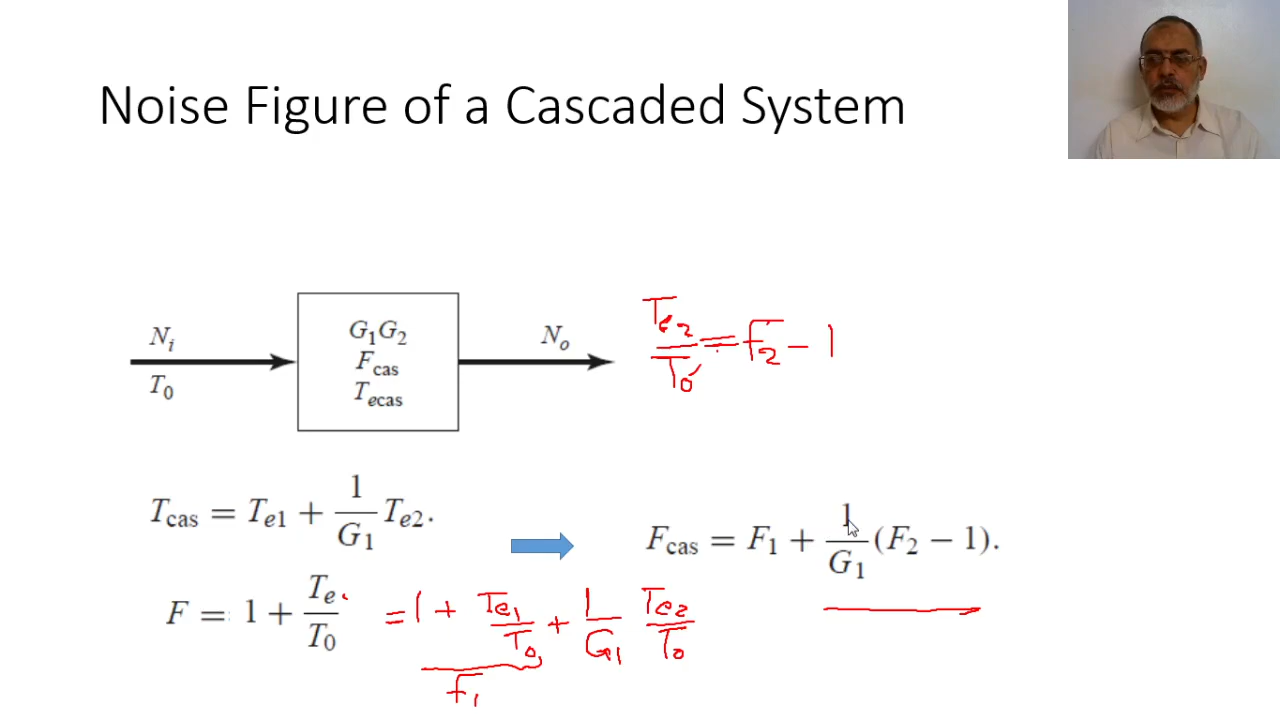 Noise Figure of a Cascaded System
N_i
T_0
G_1G_2
F_cas
T_ecas
N_o
T_e2/T_0 = F_2 - 1
T_cas = T_e1 + 1/G_1 T_e2.
F_cas = F_1 + 1/G_1 (F_2 − 1).
F = 1 + T_e/T_0 = 1 + T_e1/T_0 + 1/G_1 T_e2/T_0
F_1